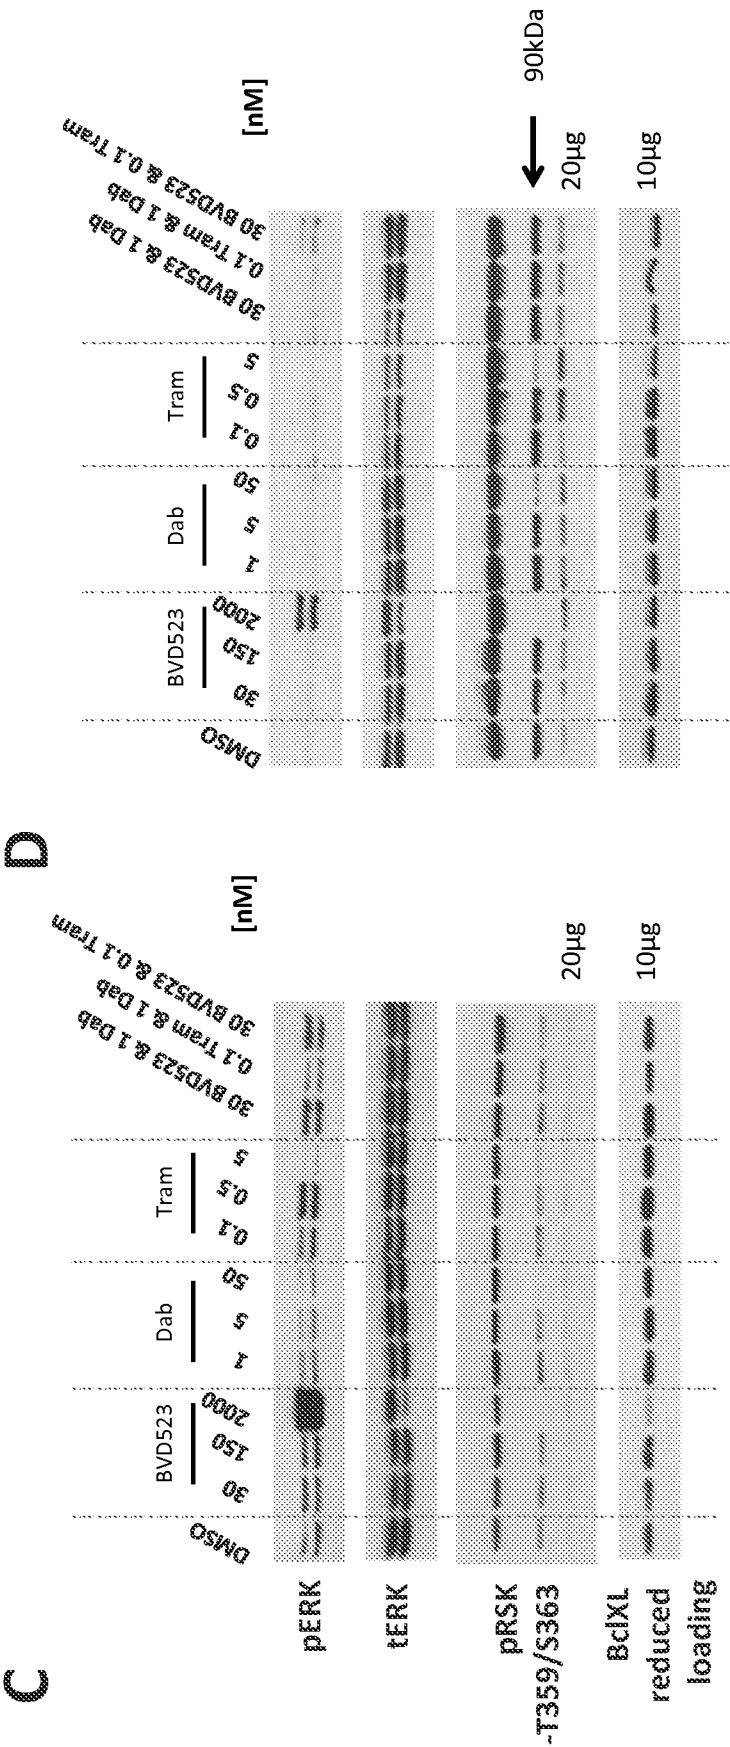 C
BVD523
Dab
Tram
DMSO
30
150
2000
1
5
50
0.1
0.5
5
30 BVD523 & 1 Dab
0.1 Tram & 1 Dab
30 BVD523 & 0.1 Tram
[nM]
pERK
tERK
pRSK
-T359/S363
20µg
BclXL
reduced
loading
10µg
D
BVD523
Dab
Tram
DMSO
30
150
2000
1
5
50
0.1
0.5
5
30 BVD523 & 1 Dab
0.1 Tram & 1 Dab
30 BVD523 & 0.1 Tram
[nM]
90kDa
20µg
10µg